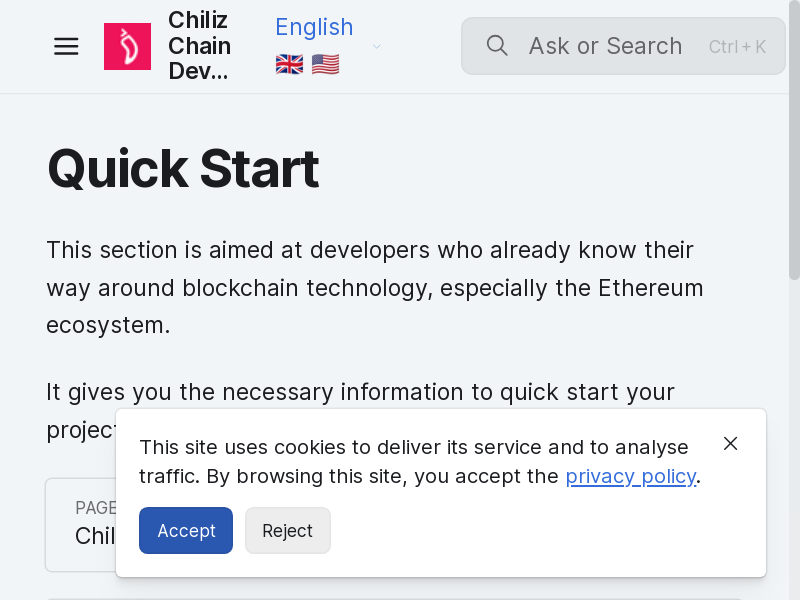 Chiliz
Chain
Dev...
English
🇬🇧 🇺🇸
Ask or Search
Ctrl + K
Quick Start
This section is aimed at developers who already know their
way around blockchain technology, especially the Ethereum
ecosystem.
It gives you the necessary information to quick start your
This site uses cookies to deliver its service and to analyse
traffic. By browsing this site, you accept the privacy policy.
Accept
Reject
PAGE